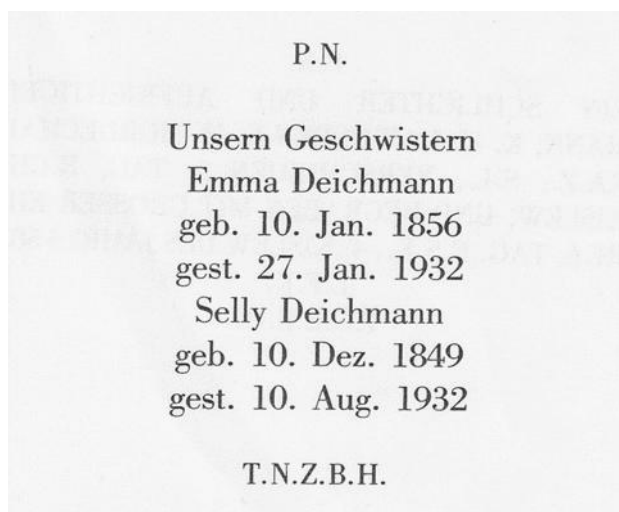 P.N.
Unsern Geschwistern
Emma Deichmann
geb. 10. Jan. 1856
gest. 27. Jan. 1932
Selly Deichmann
geb. 10. Dez. 1849
gest. 10. Aug. 1932
T.N.Z.B.H.